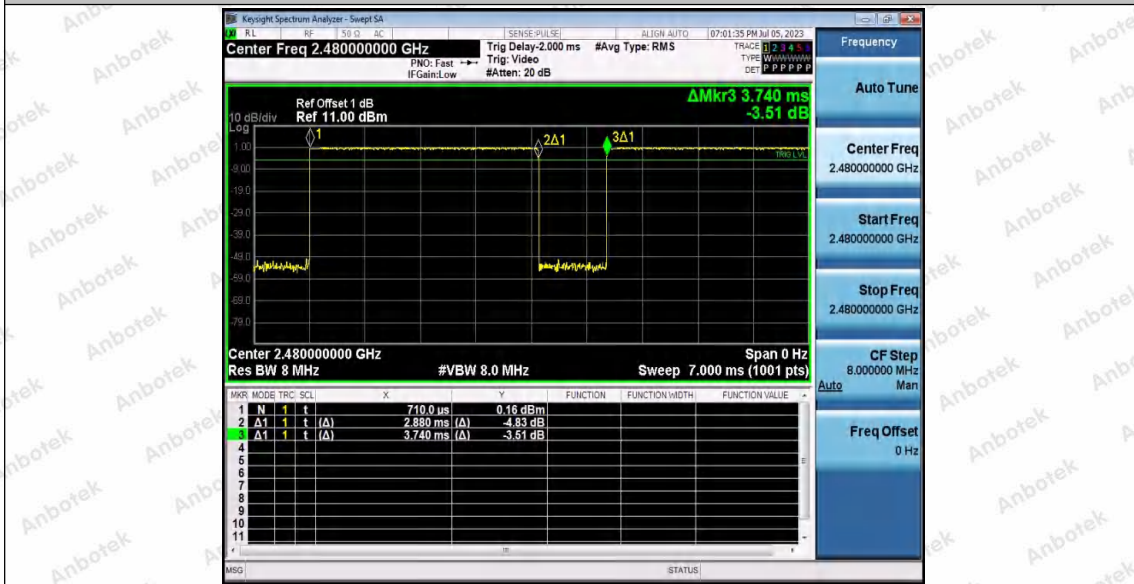 Keysight Spectrum Analyzer - Swept SA
RL RF 50 Ω AC SENSE:PULSE ALIGN AUTO 07:01:35 PM Jul 05, 2023
Center Freq 2.480000000 GHz
PNO: Fast
IFGain:Low
Trig Delay-2.000 ms
Trig: Video
#Atten: 20 dB
#Avg Type: RMS
TRACE 1 2 3 4 5 6
TYPE WWWWWW
DET P P P P P P
ΔMkr3 3.740 ms
-3.51 dB
Ref Offset 1 dB
10 dB/div Ref 11.00 dBm
Log
1
2Δ1
3Δ1
TRIG LVL
1.00
-9.00
-19.0
-29.0
-39.0
-49.0
-59.0
-69.0
-79.0
Center 2.480000000 GHz Span 0 Hz
Res BW 8 MHz #VBW 8.0 MHz Sweep 7.000 ms (1001 pts)
MKR MODE TRC SCL X Y FUNCTION FUNCTION WIDTH FUNCTION VALUE
1 N 1 t 710.0 µs 0.16 dBm
2 Δ1 1 t (Δ) 2.880 ms (Δ) -4.83 dB
3 Δ1 1 t (Δ) 3.740 ms (Δ) -3.51 dB
4
5
6
7
8
9
10
11
MSG STATUS
Frequency
Auto Tune
Center Freq
2.480000000 GHz
Start Freq
2.480000000 GHz
Stop Freq
2.480000000 GHz
CF Step
8.000000 MHz
Auto Man
Freq Offset
0 Hz
Anbotek